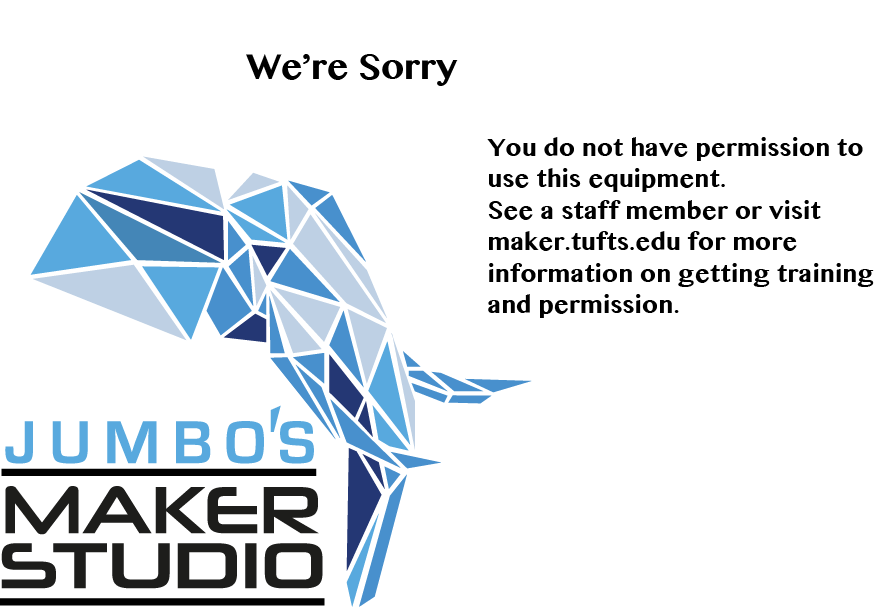 We're Sorry
You do not have permission to
use this equipment.
See a staff member or visit
maker.tufts.edu for more
information on getting training
and permission.
JUMBO'S
MAKER
STUDIO